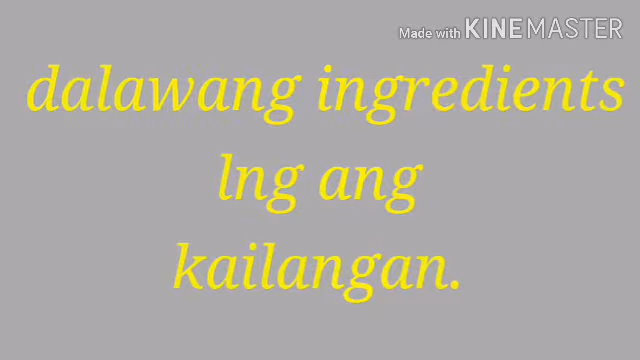 Made with KINEMASTER
dalawang ingredients
lng ang
kailangan.